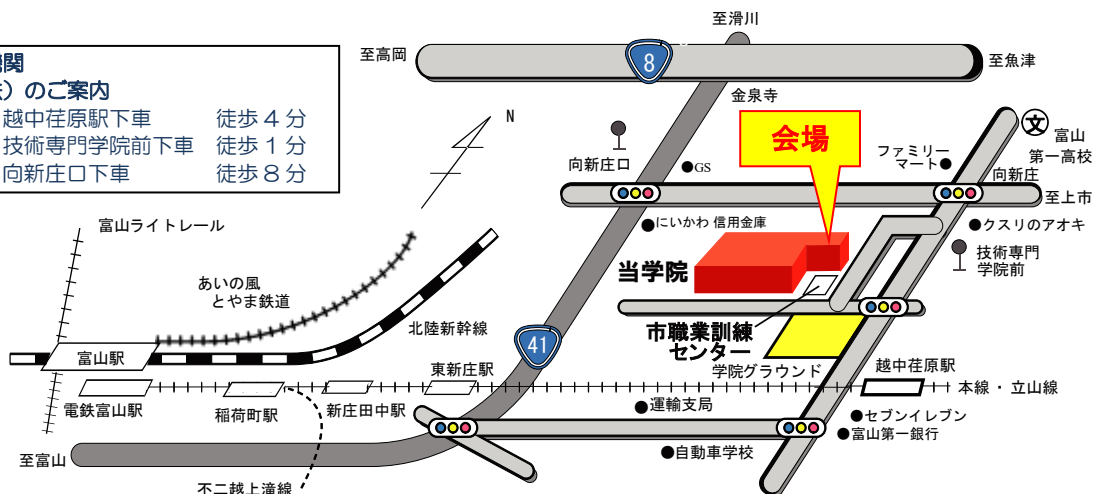 機関
）のご案内
越中荏原駅下車　徒歩４分
技術専門学院前下車　徒歩１分
向新庄口下車　徒歩８分
至滑川
至高岡
8
至魚津
金泉寺
N
会場
文
富山
第一高校
ファミリー
マート
向新庄口
GS
向新庄
至上市
にいかわ 信用金庫
クスリのアオキ
技術専門
学院前
富山ライトレール
あいの風
とやま鉄道
当学院
北陸新幹線
41
市職業訓練
センター
学院グラウンド
富山駅
東新庄駅
越中荏原駅
本線・立山線
電鉄富山駅
稲荷町駅
新庄田中駅
運輸支局
セブンイレブン
富山第一銀行
自動車学校
至富山
不二越上滝線